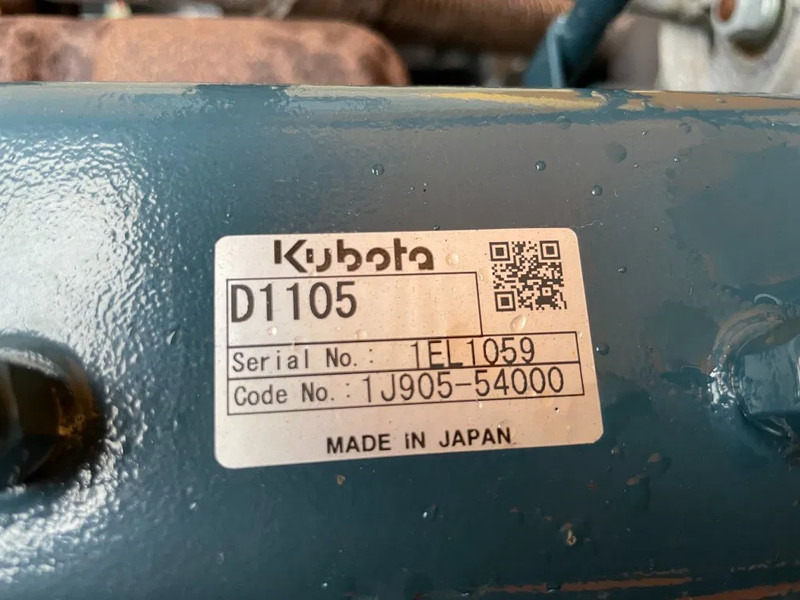 Kubota
D1105
Serial No.: 1EL1059
Code No.: 1J905-54000
MADE IN JAPAN